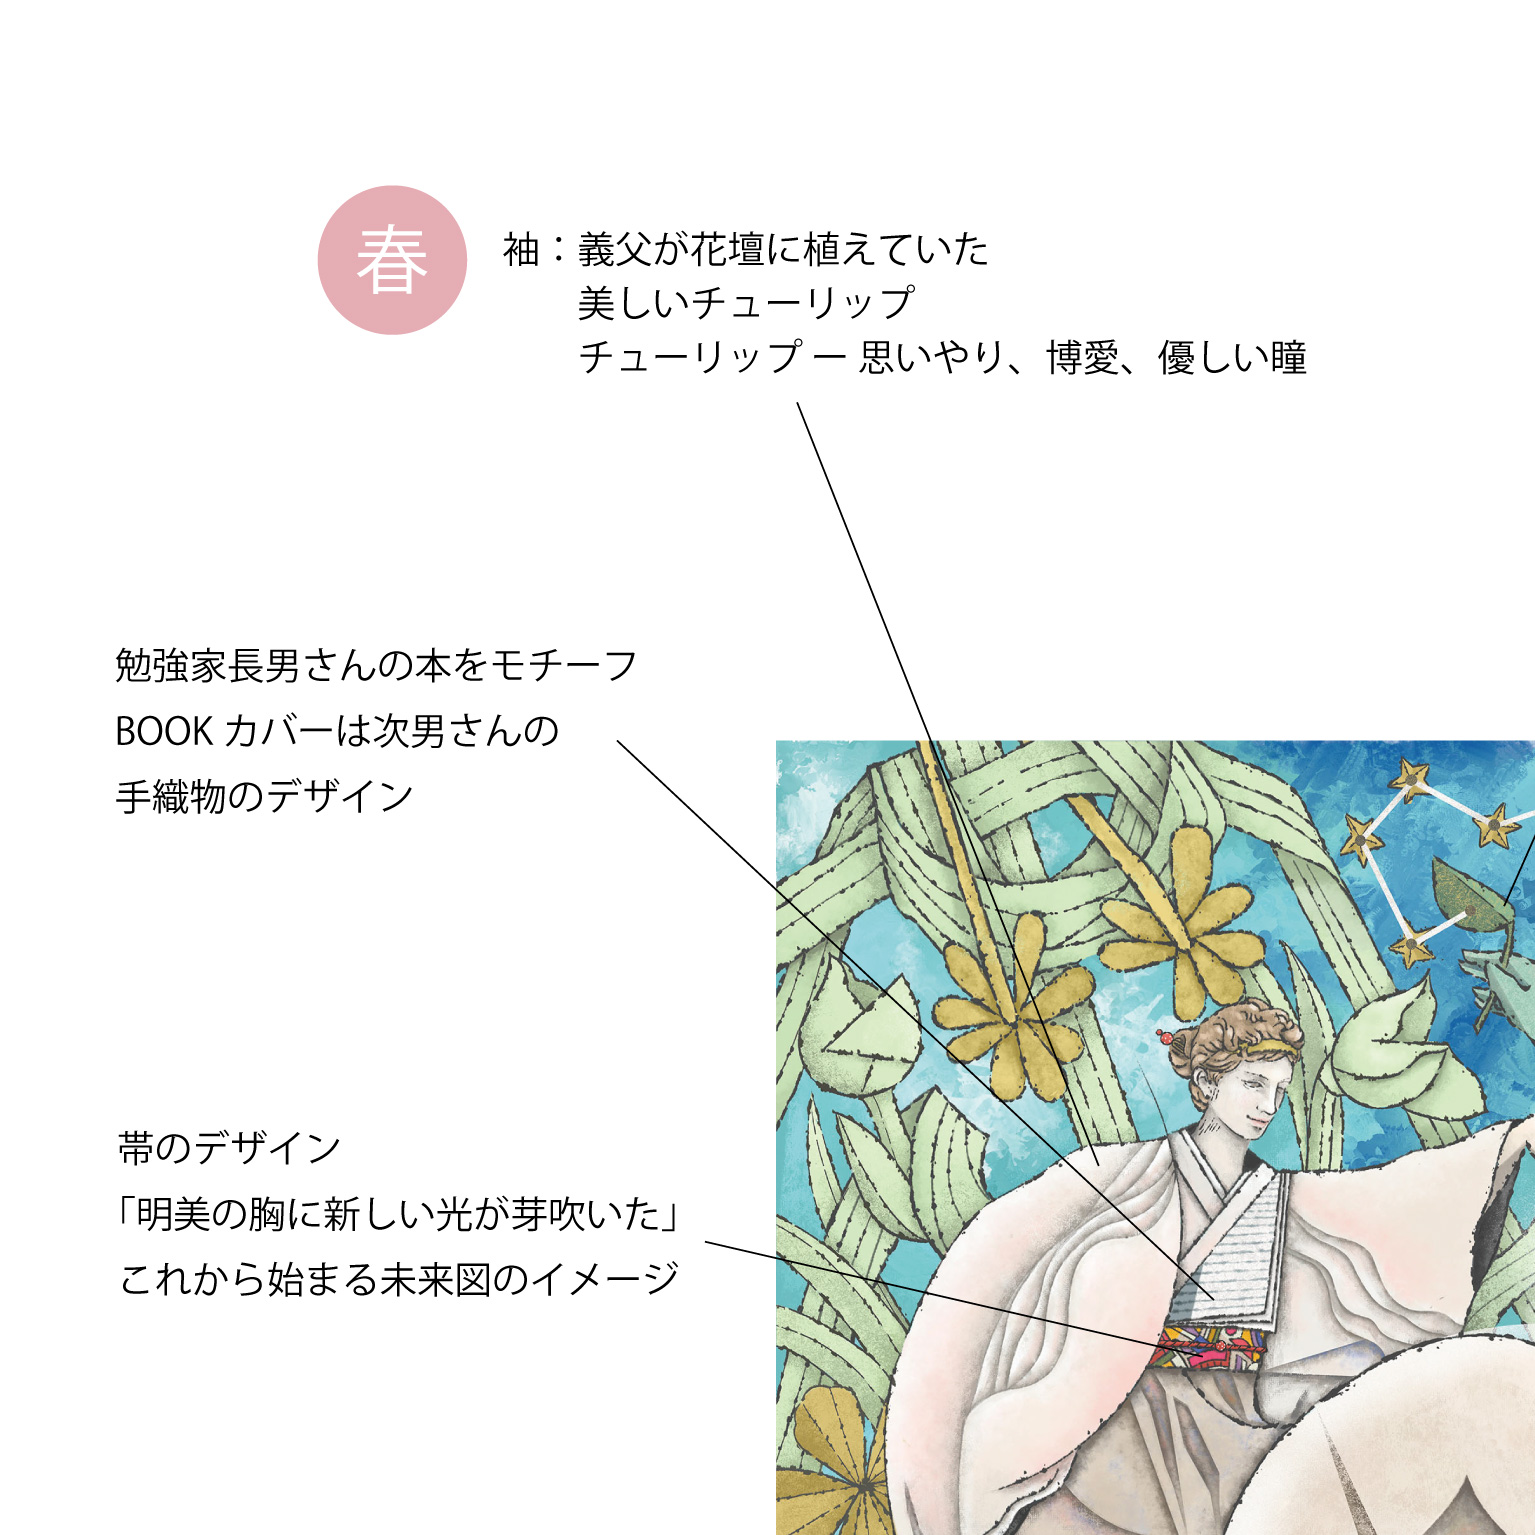 春
袖：義父が花壇に植えていた
美しいチューリップ
チューリップ ー 思いやり、博愛、優しい瞳
勉強家長男さんの本をモチーフ
BOOK カバーは次男さんの
手織物のデザイン
帯のデザイン
「明美の胸に新しい光が芽吹いた」
これから始まる未来図のイメージ